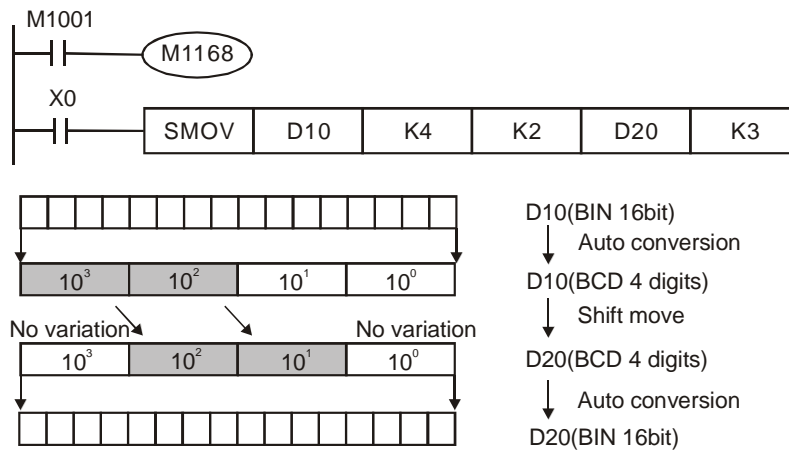 M1001
M1168
X0
SMOV D10 K4 K2 D20 K3
D10(BIN 16bit)
Auto conversion
10³ 10² 10¹ 10⁰
D10(BCD 4 digits)
Shift move
No variation No variation
10³ 10² 10¹ 10⁰
D20(BCD 4 digits)
Auto conversion
D20(BIN 16bit)